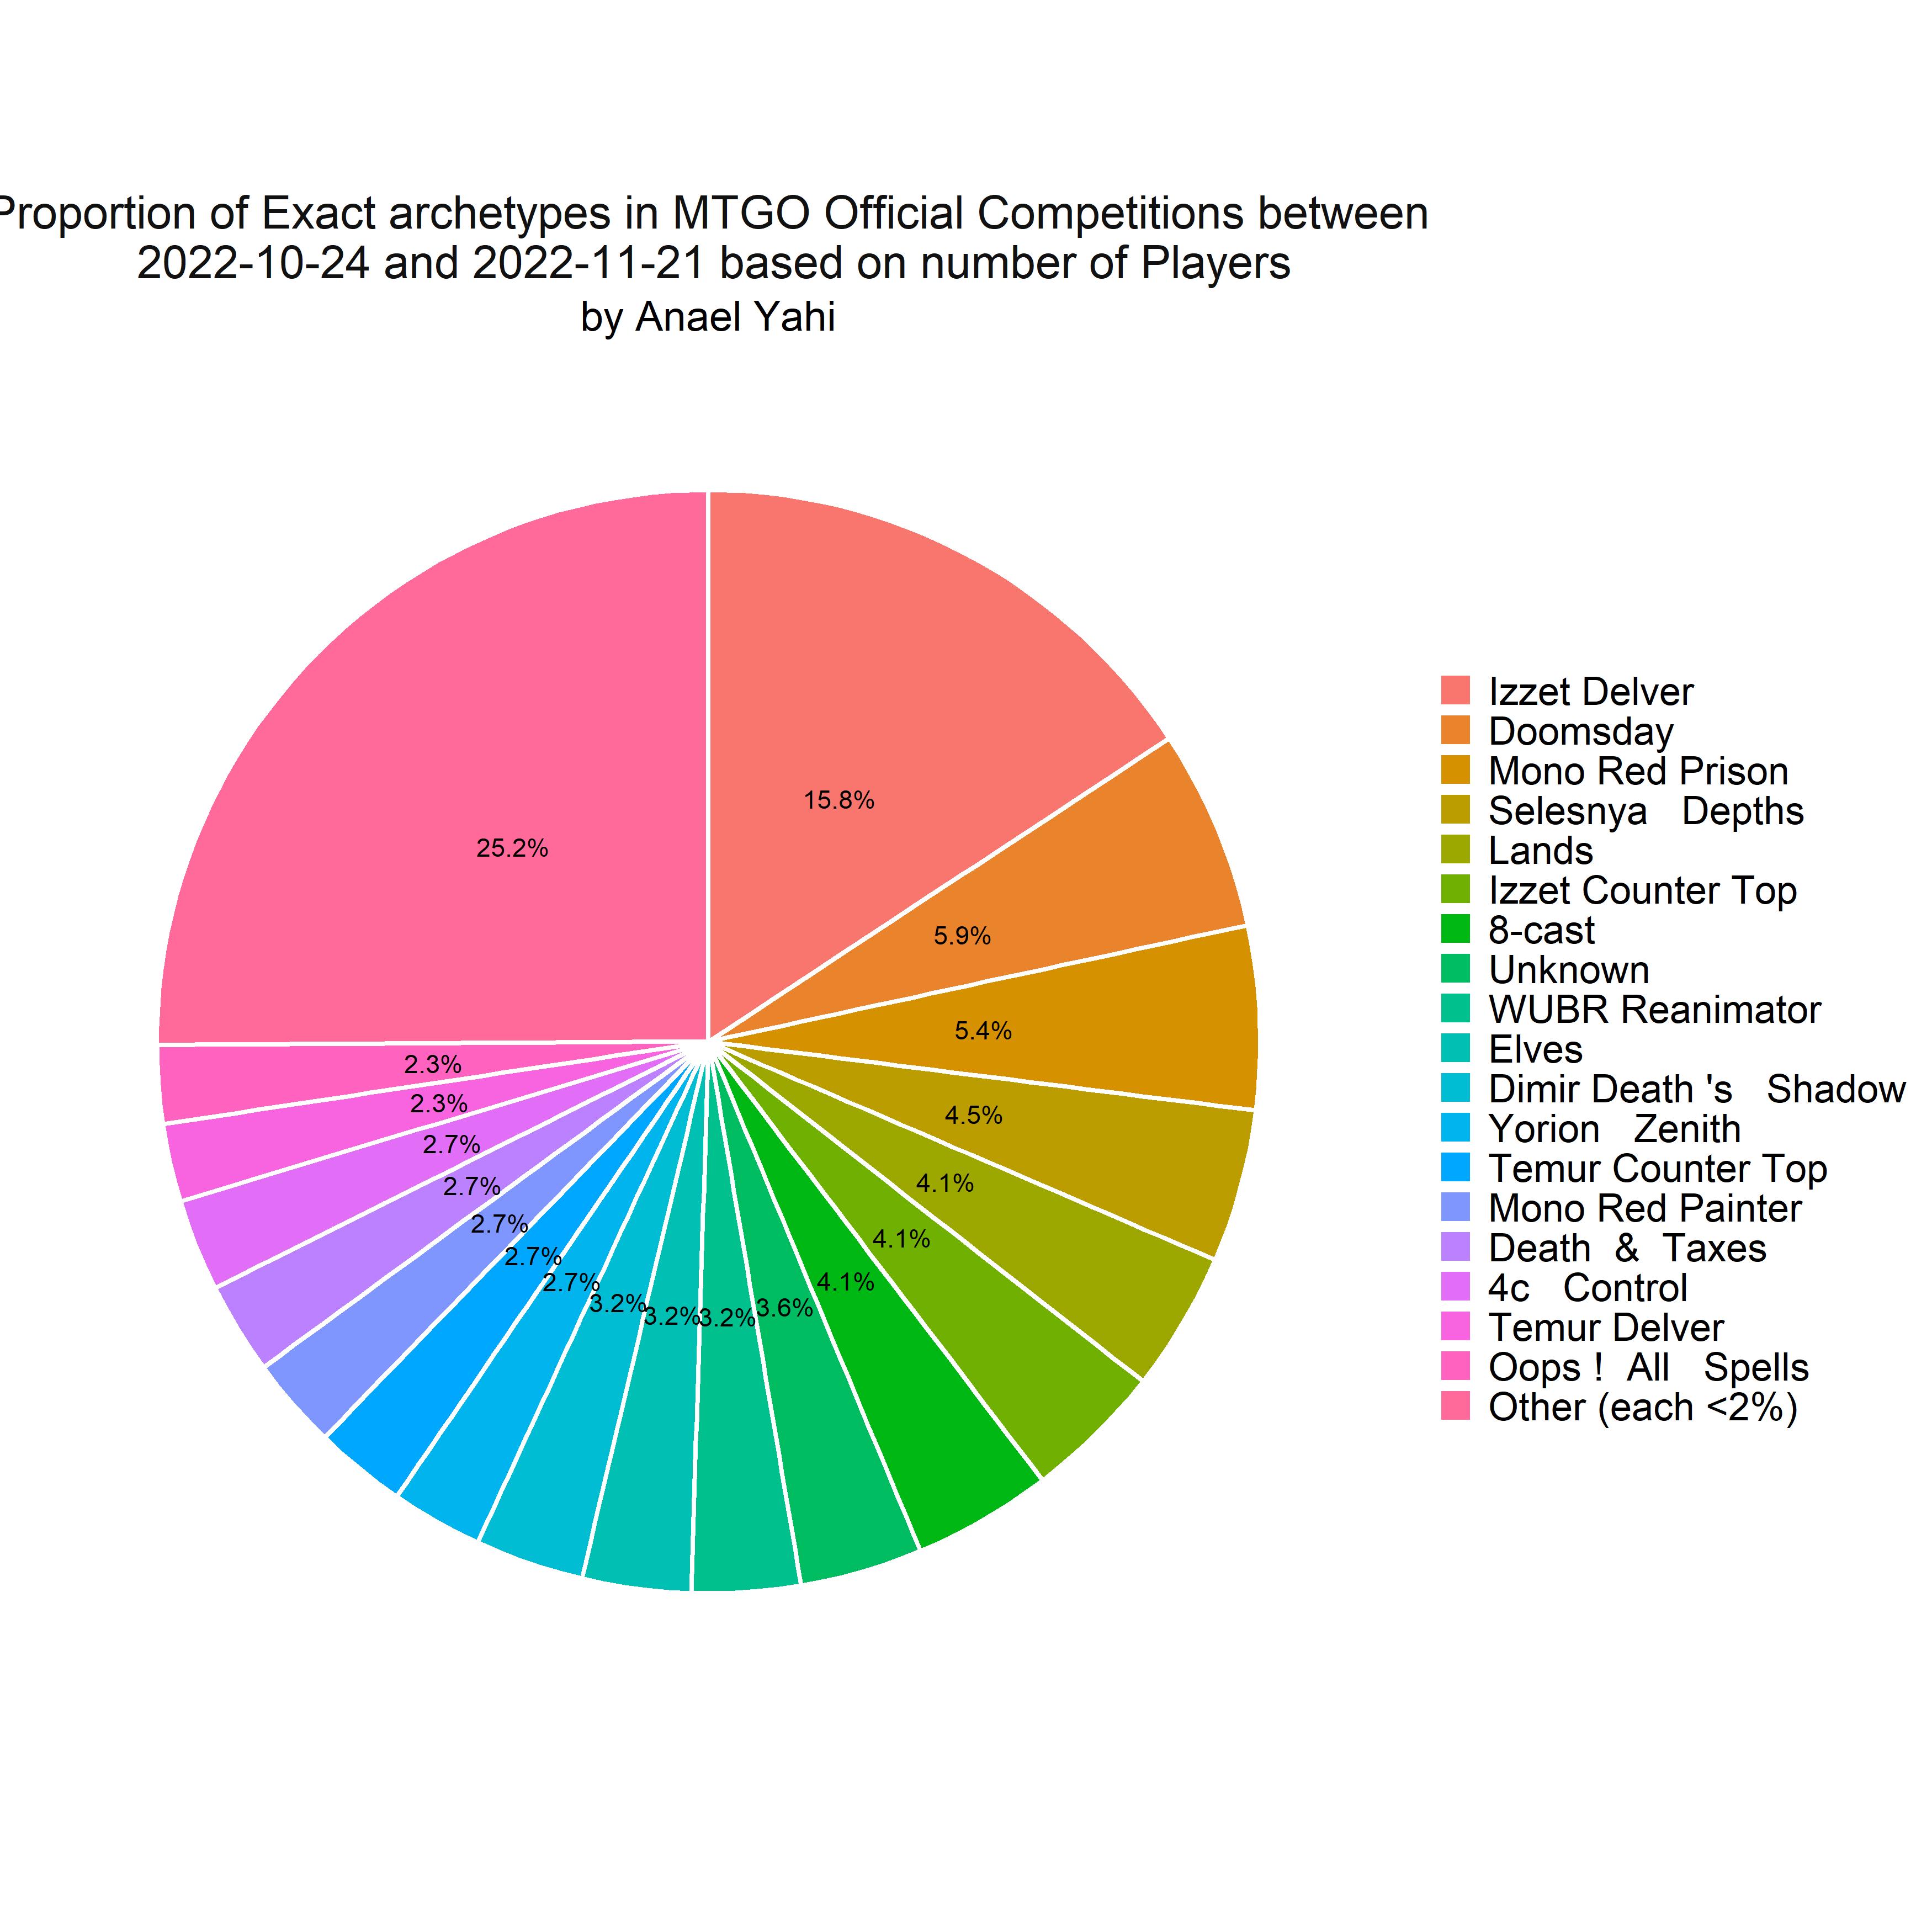 Proportion of Exact archetypes in MTGO Official Competitions between
2022-10-24 and 2022-11-21 based on number of Players
by Anael Yahi
15.8%
25.2%
5.9%
5.4%
2.3%
2.3%
4.5%
2.7%
4.1%
2.7%
2.7%
4.1%
2.7%
2.7%
4.1%
3.2%
3.2%
3.2%
3.6%
Izzet Delver
Doomsday
Mono Red Prison
Selesnya   Depths
Lands
Izzet Counter Top
8-cast
Unknown
WUBR Reanimator
Elves
Dimir Death 's   Shadow
Yorion   Zenith
Temur Counter Top
Mono Red Painter
Death  &  Taxes
4c   Control
Temur Delver
Oops !  All   Spells
Other (each <2%)